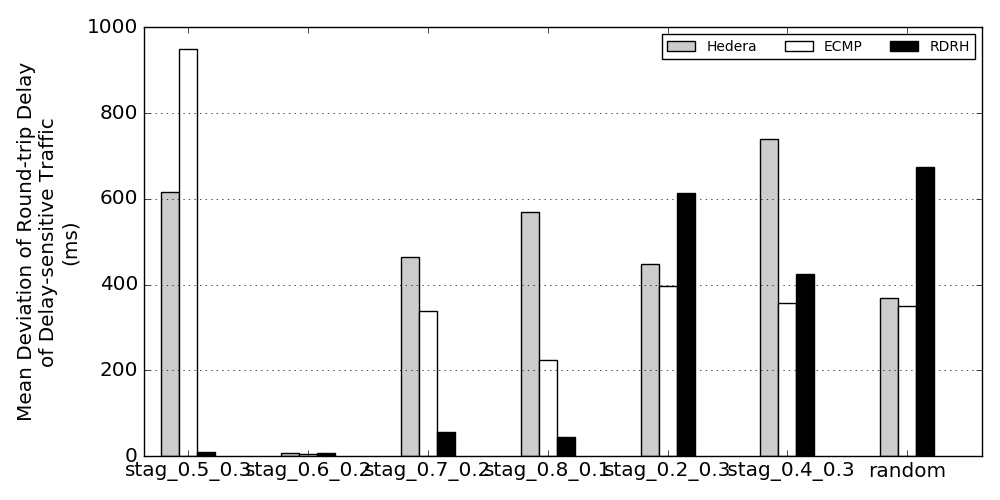 Mean Deviation of Round-trip Delay
of Delay-sensitive Traffic
(ms)
1000
800
600
400
200
0
Hedera ECMP RDRH
stag_0.5_0.3 stag_0.6_0.2 stag_0.7_0.2 stag_0.8_0.1 stag_0.2_0.3 stag_0.4_0.3 random